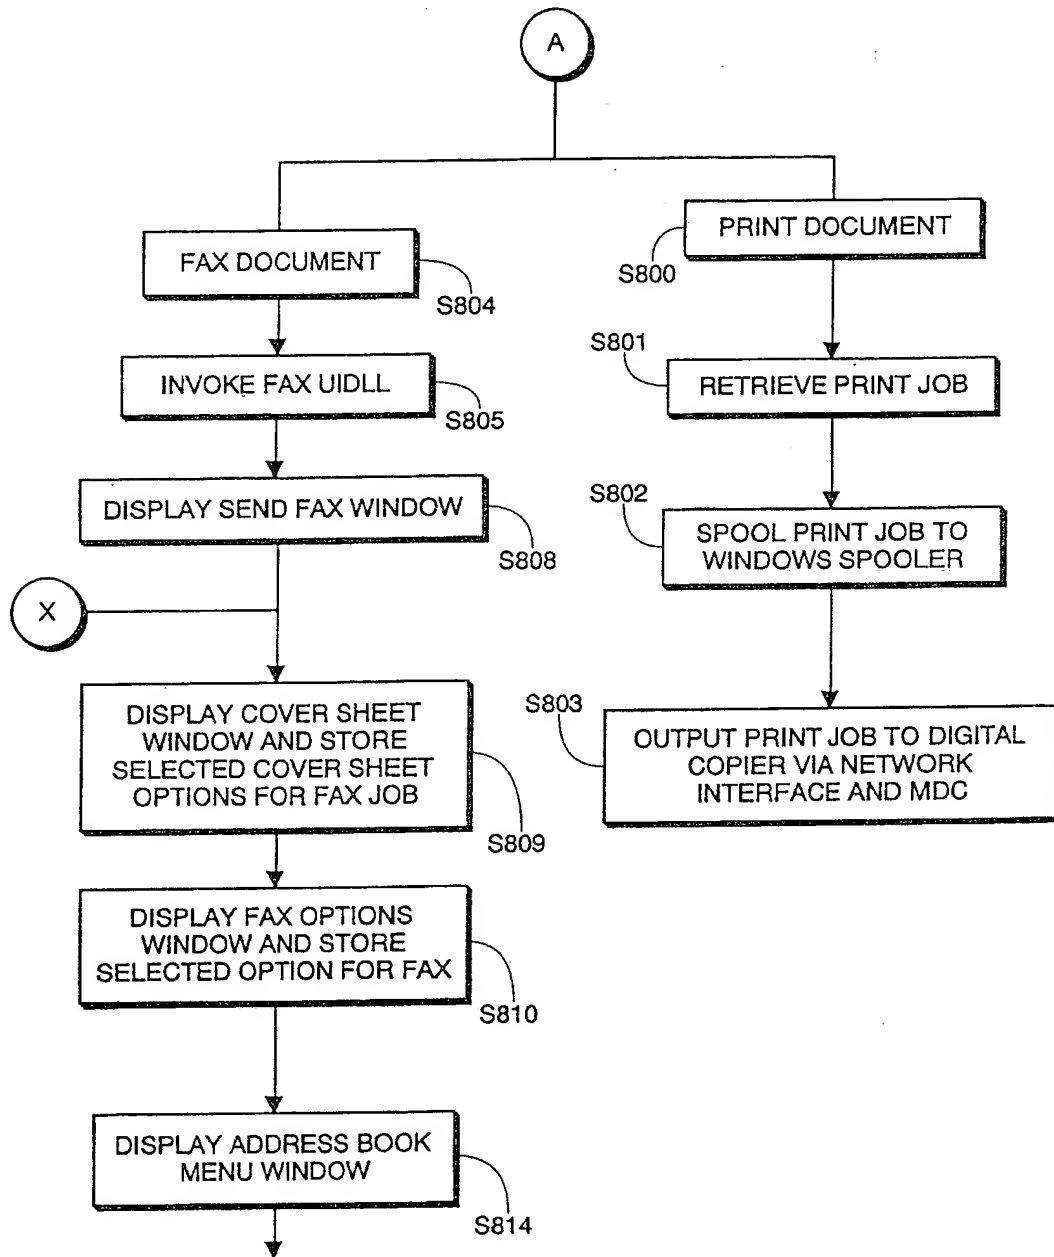 A
FAX DOCUMENT
S804
PRINT DOCUMENT
S800
INVOKE FAX UIDLL
S805
S801
RETRIEVE PRINT JOB
DISPLAY SEND FAX WINDOW
S808
S802
SPOOL PRINT JOB TO
WINDOWS SPOOLER
X
DISPLAY COVER SHEET
WINDOW AND STORE
SELECTED COVER SHEET
OPTIONS FOR FAX JOB
S809
S803
OUTPUT PRINT JOB TO DIGITAL
COPIER VIA NETWORK
INTERFACE AND MDC
DISPLAY FAX OPTIONS
WINDOW AND STORE
SELECTED OPTION FOR FAX
S810
DISPLAY ADDRESS BOOK
MENU WINDOW
S814